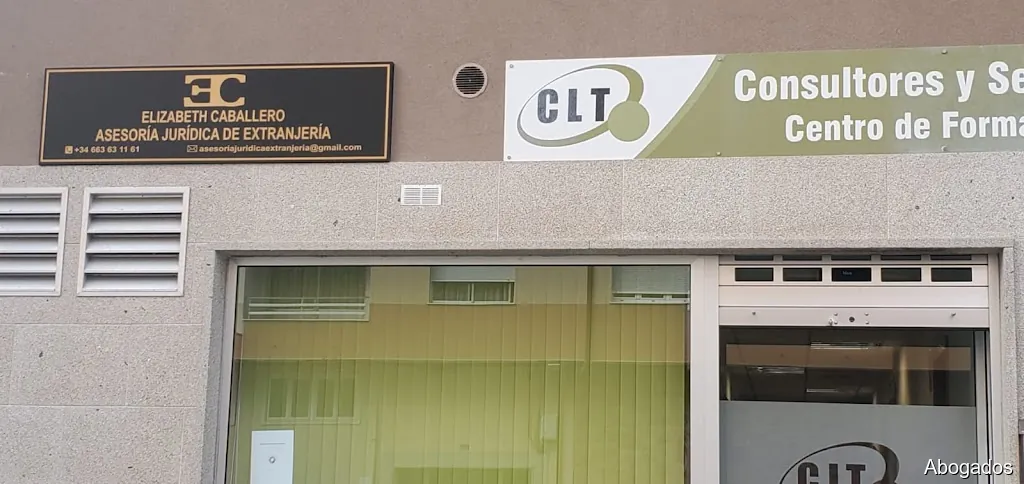 EC
ELIZABETH CABALLERO
ASESORÍA JURÍDICA DE EXTRANJERÍA
+34 663 63 11 61 asesoriajuridicaextranjeria@gmail.com
CLT
Consultores y Se
Centro de Forma
CLT
Abogados